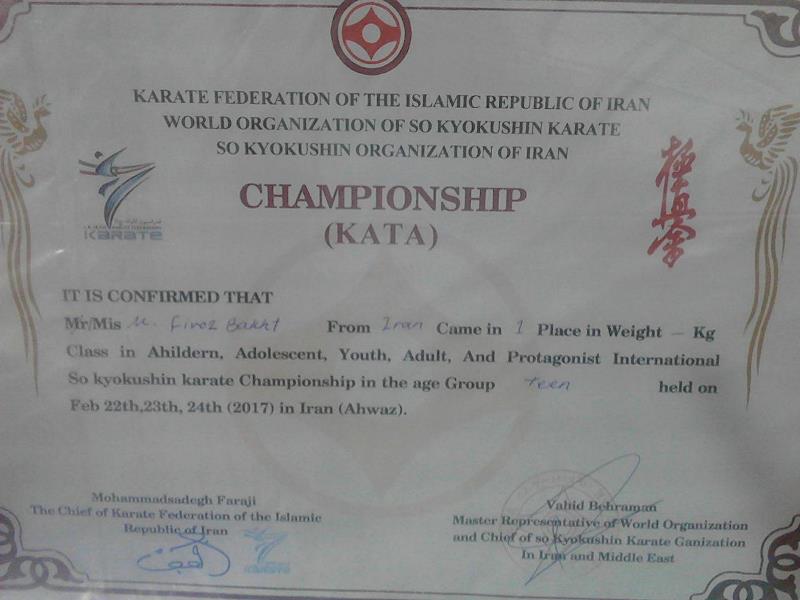 KARATE FEDERATION OF THE ISLAMIC REPUBLIC OF IRAN
WORLD ORGANIZATION OF SO KYOKUSHIN KARATE
SO KYOKUSHIN ORGANIZATION OF IRAN
極真会
KARATE
CHAMPIONSHIP
(KATA)
IT IS CONFIRMED THAT
Mr/Mis M. Firoz Bakht From Iran Came in 1 Place in Weight — Kg
Class in Ahildern, Adolescent, Youth, Adult, And Protagonist International
So kyokushin karate Championship in the age Group teen held on
Feb 22th,23th, 24th (2017) in Iran (Ahwaz).
Mohammadsadegh Faraji
The Chief of Karate Federation of the Islamic
Republic of Iran
KARATE
Vahid Behraman
Master Representative of World Organization
and Chief of so Kyokushin Karate Ganization
In Iran and Middle East